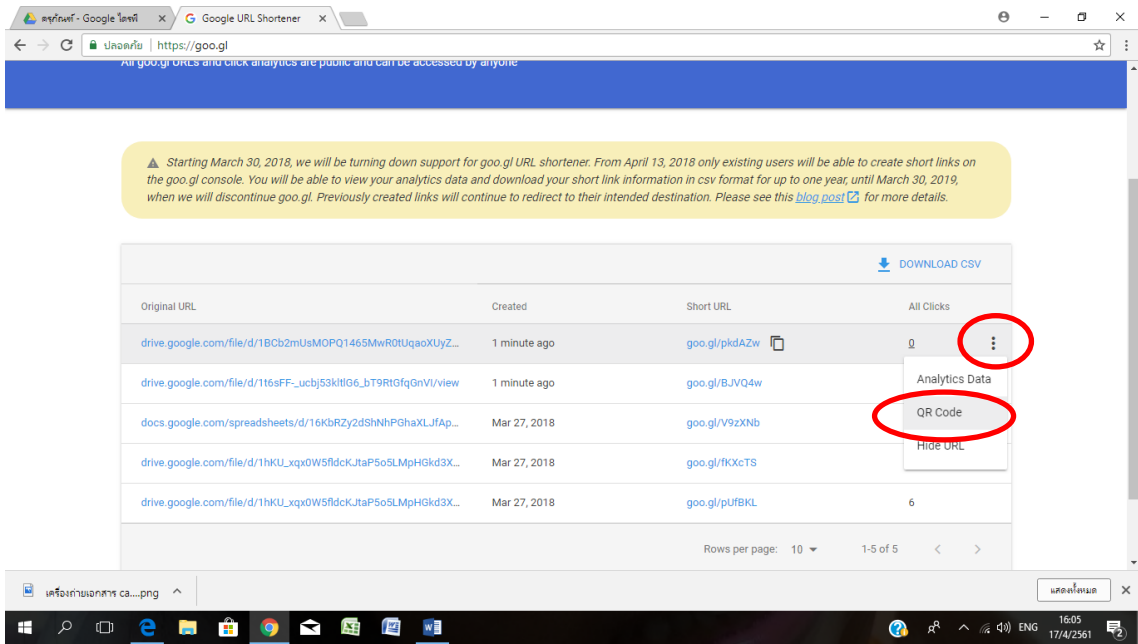 ครุภัณฑ์ - Google ไดรฟ์
Google URL Shortener
ปลอดภัย | https://goo.gl
All goo.gl URLs and click analytics are public and can be accessed by anyone
Starting March 30, 2018, we will be turning down support for goo.gl URL shortener. From April 13, 2018 only existing users will be able to create short links on
the goo.gl console. You will be able to view your analytics data and download your short link information in csv format for up to one year, until March 30, 2019,
when we will discontinue goo.gl. Previously created links will continue to redirect to their intended destination. Please see this blog post for more details.
DOWNLOAD CSV
Original URL Created Short URL All Clicks
drive.google.com/file/d/1BCb2mUsMOPQ1465MwR0tUqaoXUyZ... 1 minute ago goo.gl/pkdAZw 0
drive.google.com/file/d/1t6sFF-_ucbj53kltlG6_bT9RtGfqGnVI/view 1 minute ago goo.gl/BJVQ4w
Analytics Data
docs.google.com/spreadsheets/d/16KbRZy2dShNhPGhaXLJfAp... Mar 27, 2018 goo.gl/V9zXNb
QR Code
Hide URL
drive.google.com/file/d/1hKU_xqx0W5fldcKJtaP5o5LMpHGkd3X... Mar 27, 2018 goo.gl/fKXcTS
drive.google.com/file/d/1hKU_xqx0W5fldcKJtaP5o5LMpHGkd3X... Mar 27, 2018 goo.gl/pUfBKL 6
Rows per page: 10 1-5 of 5
เครื่องถ่ายเอกสาร ca....png
แสดงทั้งหมด
ENG
16:05
17/4/2561